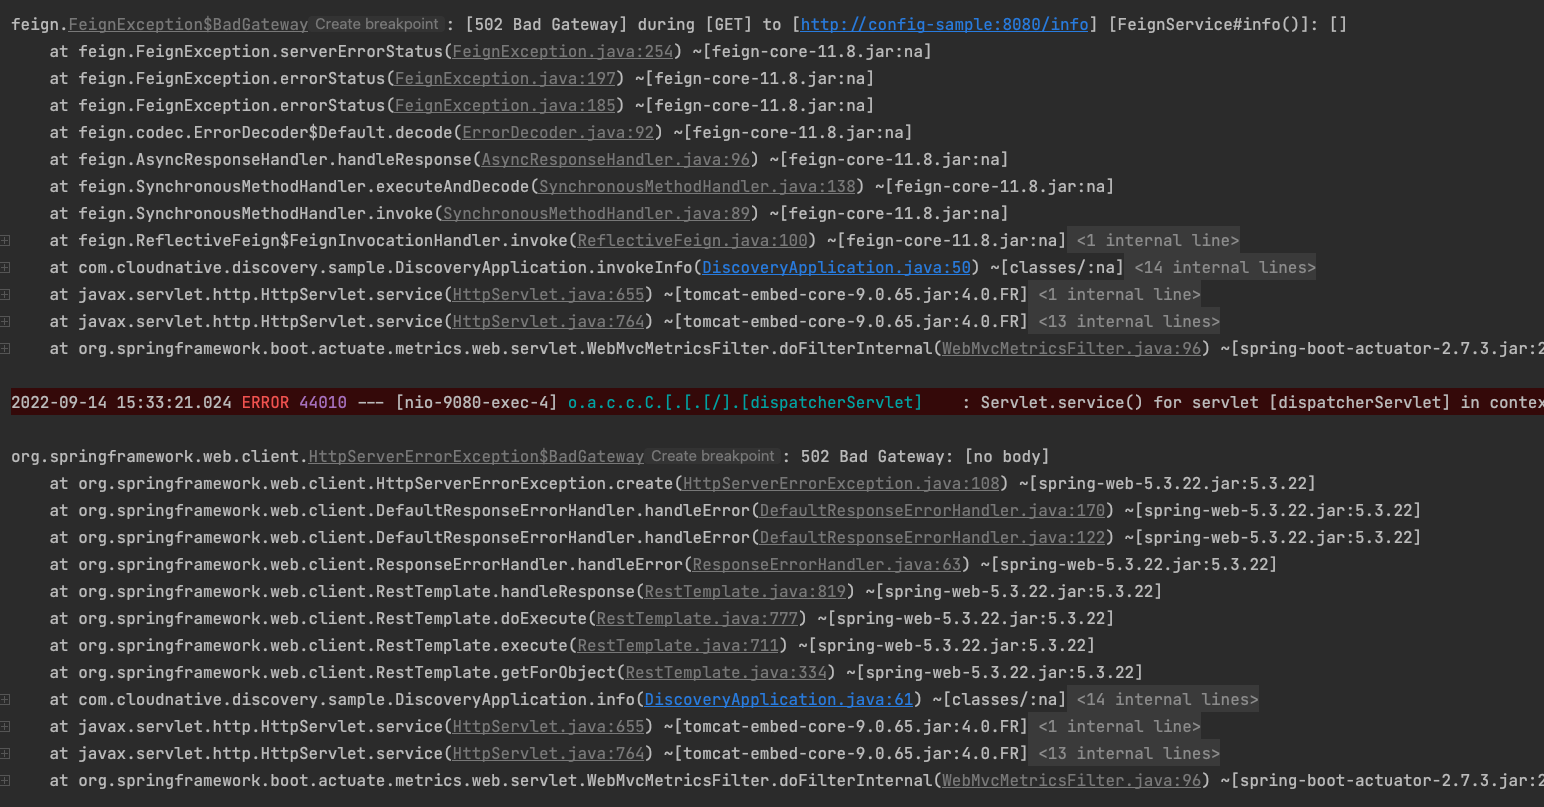 feign.FeignException$BadGateway Create breakpoint : [502 Bad Gateway] during [GET] to [http://config-sample:8080/info] [FeignService#info()]: []
at feign.FeignException.serverErrorStatus(FeignException.java:254) ~[feign-core-11.8.jar:na]
at feign.FeignException.errorStatus(FeignException.java:197) ~[feign-core-11.8.jar:na]
at feign.FeignException.errorStatus(FeignException.java:185) ~[feign-core-11.8.jar:na]
at feign.codec.ErrorDecoder$Default.decode(ErrorDecoder.java:92) ~[feign-core-11.8.jar:na]
at feign.AsyncResponseHandler.handleResponse(AsyncResponseHandler.java:96) ~[feign-core-11.8.jar:na]
at feign.SynchronousMethodHandler.executeAndDecode(SynchronousMethodHandler.java:138) ~[feign-core-11.8.jar:na]
at feign.SynchronousMethodHandler.invoke(SynchronousMethodHandler.java:89) ~[feign-core-11.8.jar:na]
at feign.ReflectiveFeign$FeignInvocationHandler.invoke(ReflectiveFeign.java:100) ~[feign-core-11.8.jar:na] <1 internal line>
at com.cloudnative.discovery.sample.DiscoveryApplication.invokeInfo(DiscoveryApplication.java:50) ~[classes/:na] <14 internal lines>
at javax.servlet.http.HttpServlet.service(HttpServlet.java:655) ~[tomcat-embed-core-9.0.65.jar:4.0.FR] <1 internal line>
at javax.servlet.http.HttpServlet.service(HttpServlet.java:764) ~[tomcat-embed-core-9.0.65.jar:4.0.FR] <13 internal lines>
at org.springframework.boot.actuate.metrics.web.servlet.WebMvcMetricsFilter.doFilterInternal(WebMvcMetricsFilter.java:96) ~[spring-boot-actuator-2.7.3.jar:2
2022-09-14 15:33:21.024 ERROR 44010 --- [nio-9080-exec-4] o.a.c.c.C.[.[.[/].[dispatcherServlet] : Servlet.service() for servlet [dispatcherServlet] in contex
org.springframework.web.client.HttpServerErrorException$BadGateway Create breakpoint : 502 Bad Gateway: [no body]
at org.springframework.web.client.HttpServerErrorException.create(HttpServerErrorException.java:108) ~[spring-web-5.3.22.jar:5.3.22]
at org.springframework.web.client.DefaultResponseErrorHandler.handleError(DefaultResponseErrorHandler.java:170) ~[spring-web-5.3.22.jar:5.3.22]
at org.springframework.web.client.DefaultResponseErrorHandler.handleError(DefaultResponseErrorHandler.java:122) ~[spring-web-5.3.22.jar:5.3.22]
at org.springframework.web.client.ResponseErrorHandler.handleError(ResponseErrorHandler.java:63) ~[spring-web-5.3.22.jar:5.3.22]
at org.springframework.web.client.RestTemplate.handleResponse(RestTemplate.java:819) ~[spring-web-5.3.22.jar:5.3.22]
at org.springframework.web.client.RestTemplate.doExecute(RestTemplate.java:777) ~[spring-web-5.3.22.jar:5.3.22]
at org.springframework.web.client.RestTemplate.execute(RestTemplate.java:711) ~[spring-web-5.3.22.jar:5.3.22]
at org.springframework.web.client.RestTemplate.getForObject(RestTemplate.java:334) ~[spring-web-5.3.22.jar:5.3.22]
at com.cloudnative.discovery.sample.DiscoveryApplication.info(DiscoveryApplication.java:61) ~[classes/:na] <14 internal lines>
at javax.servlet.http.HttpServlet.service(HttpServlet.java:655) ~[tomcat-embed-core-9.0.65.jar:4.0.FR] <1 internal line>
at javax.servlet.http.HttpServlet.service(HttpServlet.java:764) ~[tomcat-embed-core-9.0.65.jar:4.0.FR] <13 internal lines>
at org.springframework.boot.actuate.metrics.web.servlet.WebMvcMetricsFilter.doFilterInternal(WebMvcMetricsFilter.java:96) ~[spring-boot-actuator-2.7.3.jar:2